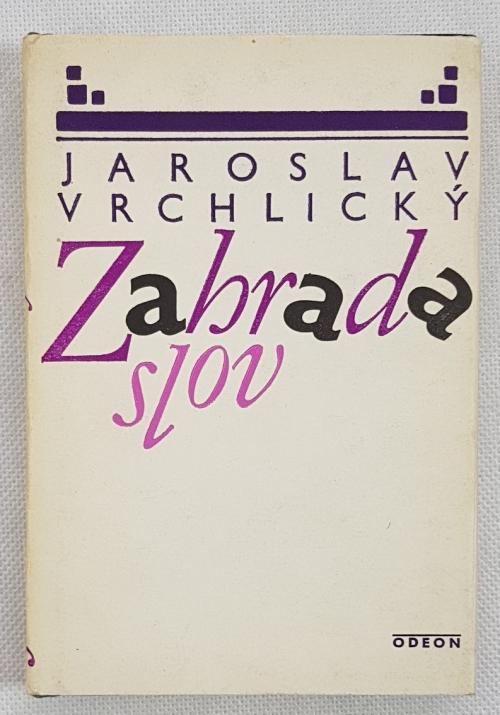 JAROSLAV
VRCHLICKÝ
Zahrada
slov
ODEON